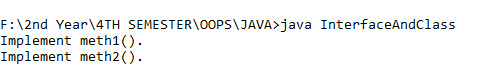 F:\2nd Year\4TH SEMESTER\OOPS\JAVA>java InterfaceAndClass
Implement meth1().
Implement meth2().